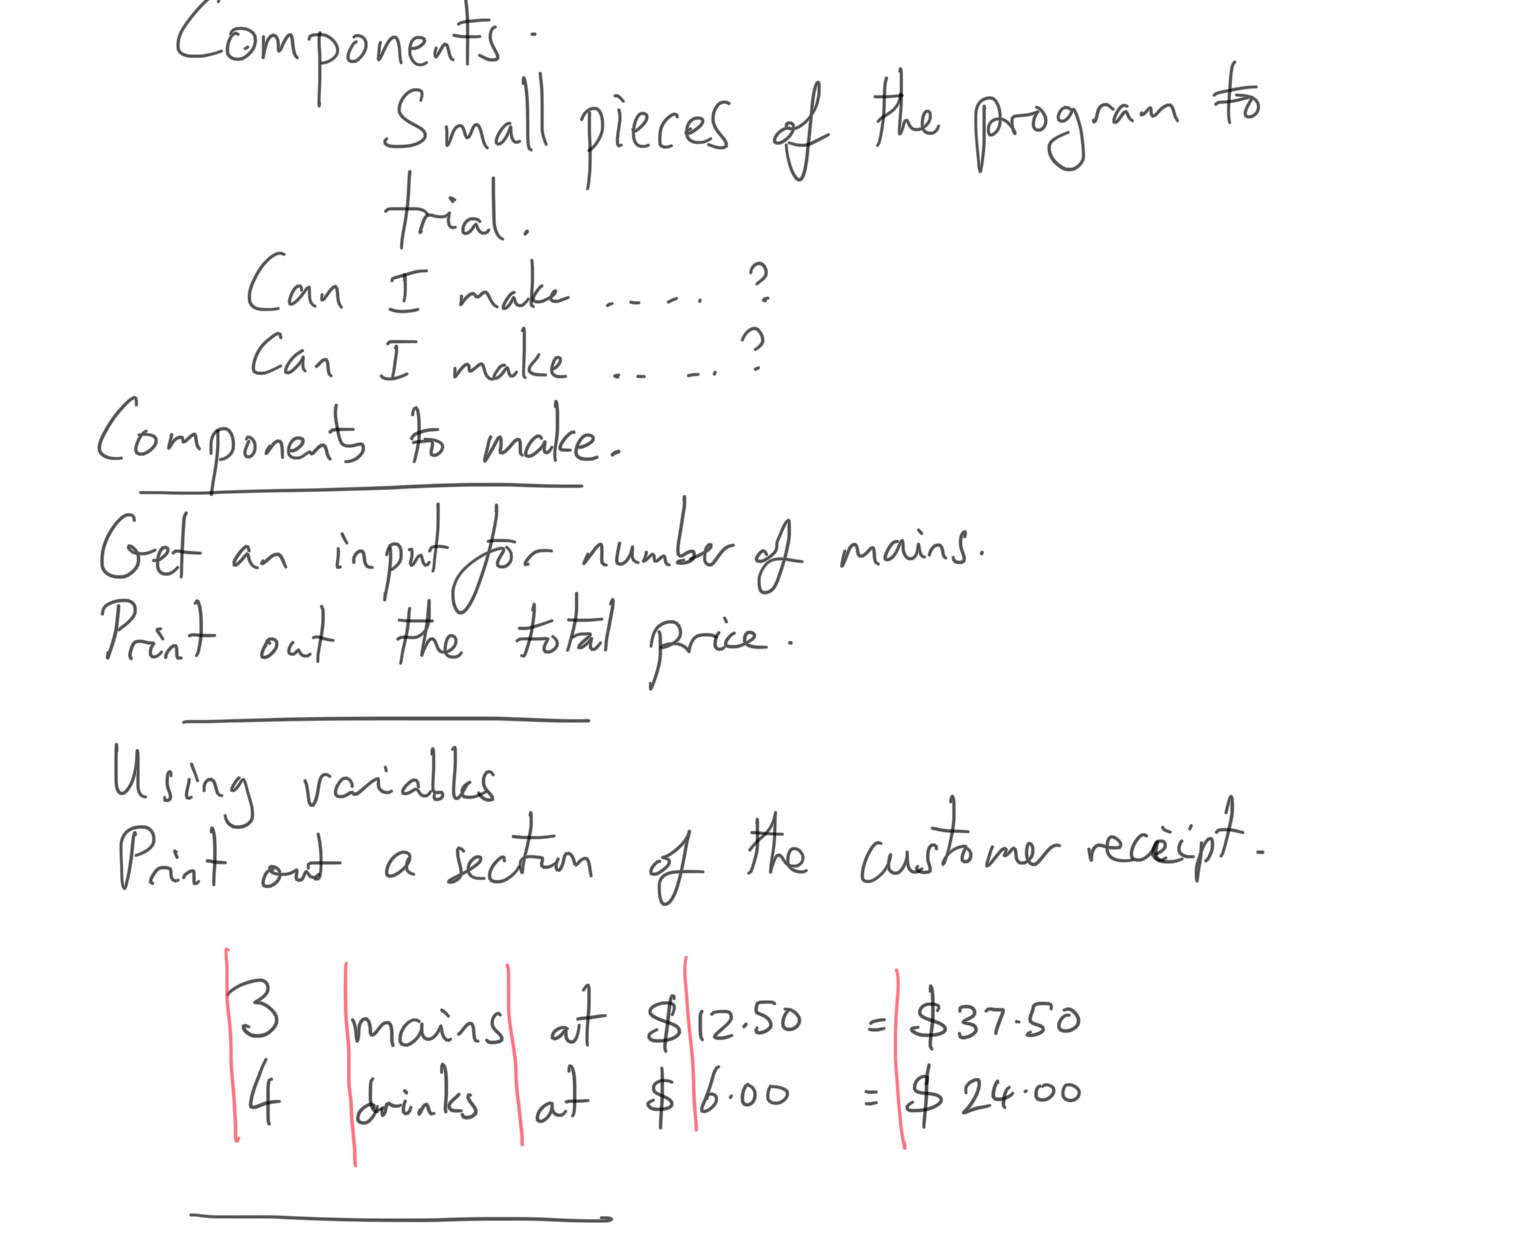 Components.
Small pieces of the program to
trial.
Can I make ..... ?
Can I make .. ...?
Components to make.
Get an input for number of mains.
Print out the total price.
Using variables
Print out a section of the customer receipt.
3 mains at $12.50 = $37.50
4 drinks at $6.00 = $24.00